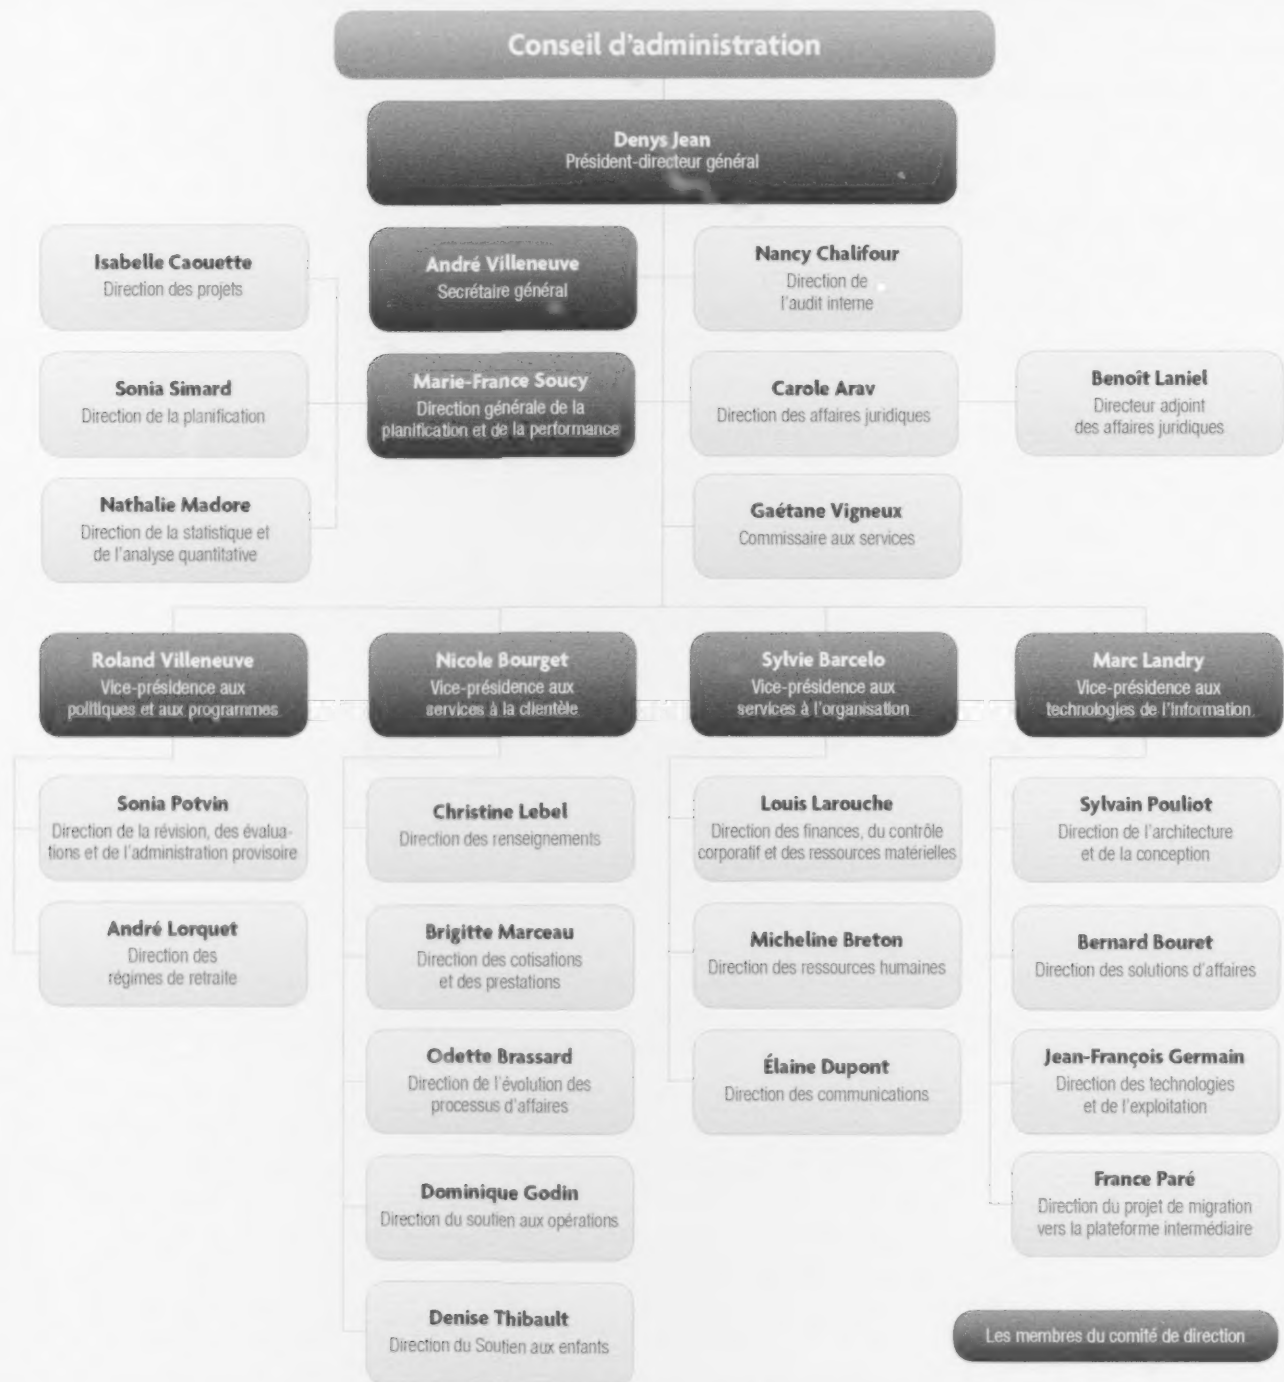 Conseil d'administration
Denys Jean
Président-directeur général
Isabelle Caouette
Direction des projets
André Villeneuve
Secrétaire général
Nancy Chalifour
Direction de
l'audit interne
Sonia Simard
Direction de la planification
Marie-France Soucy
Direction générale de la
planification et de la performance
Carole Arav
Direction des affaires juridiques
Benoît Laniel
Directeur adjoint
des affaires juridiques
Nathalie Madore
Direction de la statistique et
de l'analyse quantitative
Gaétane Vigneux
Commissaire aux services
Roland Villeneuve
Vice-présidence aux
politiques et aux programmes
Nicole Bourget
Vice-présidence aux
services à la clientèle
Sylvie Barcelo
Vice-présidence aux
services à l'organisation
Marc Landry
Vice-présidence aux
technologies de l'information
Sonia Potvin
Direction de la révision, des évalua-
tions et de l'administration provisoire
André Lorquet
Direction des
régimes de retraite
Christine Lebel
Direction des renseignements
Brigitte Marceau
Direction des cotisations
et des prestations
Odette Brassard
Direction de l'évolution des
processus d'affaires
Dominique Godin
Direction du soutien aux opérations
Denise Thibault
Direction du Soutien aux enfants
Louis Larouche
Direction des finances, du contrôle
corporatif et des ressources matérielles
Micheline Breton
Direction des ressources humaines
Élaine Dupont
Direction des communications
Sylvain Pouliot
Direction de l'architecture
et de la conception
Bernard Bouret
Direction des solutions d'affaires
Jean-François Germain
Direction des technologies
et de l'exploitation
France Paré
Direction du projet de migration
vers la plateforme intermédiaire
Les membres du comité de direction